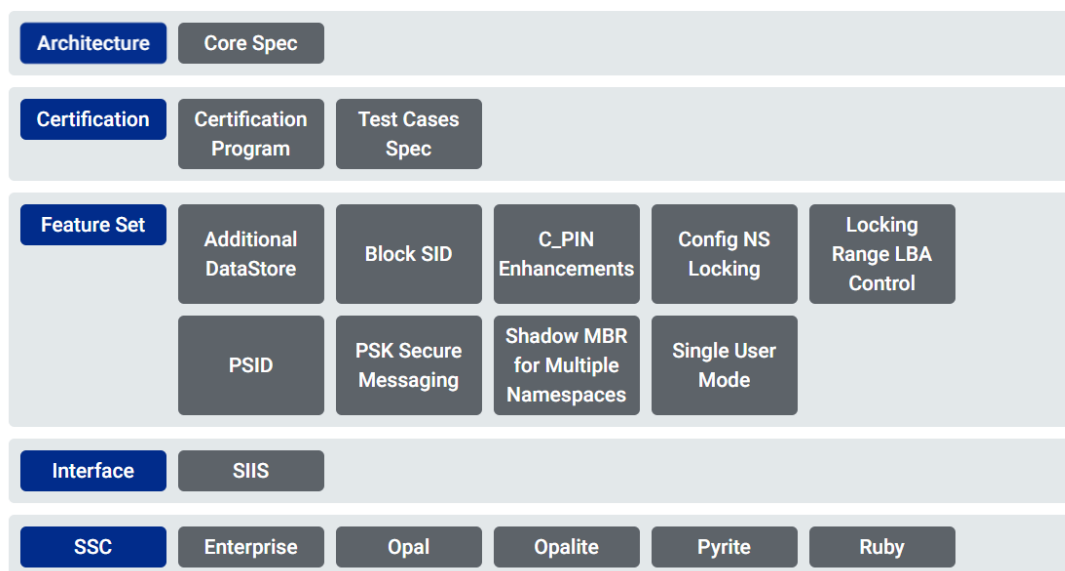 Architecture
Core Spec
Certification
Certification
Program
Test Cases
Spec
Feature Set
Additional
DataStore
Block SID
C_PIN
Enhancements
Config NS
Locking
Locking
Range LBA
Control
PSID
PSK Secure
Messaging
Shadow MBR
for Multiple
Namespaces
Single User
Mode
Interface
SIIS
SSC
Enterprise
Opal
Opalite
Pyrite
Ruby